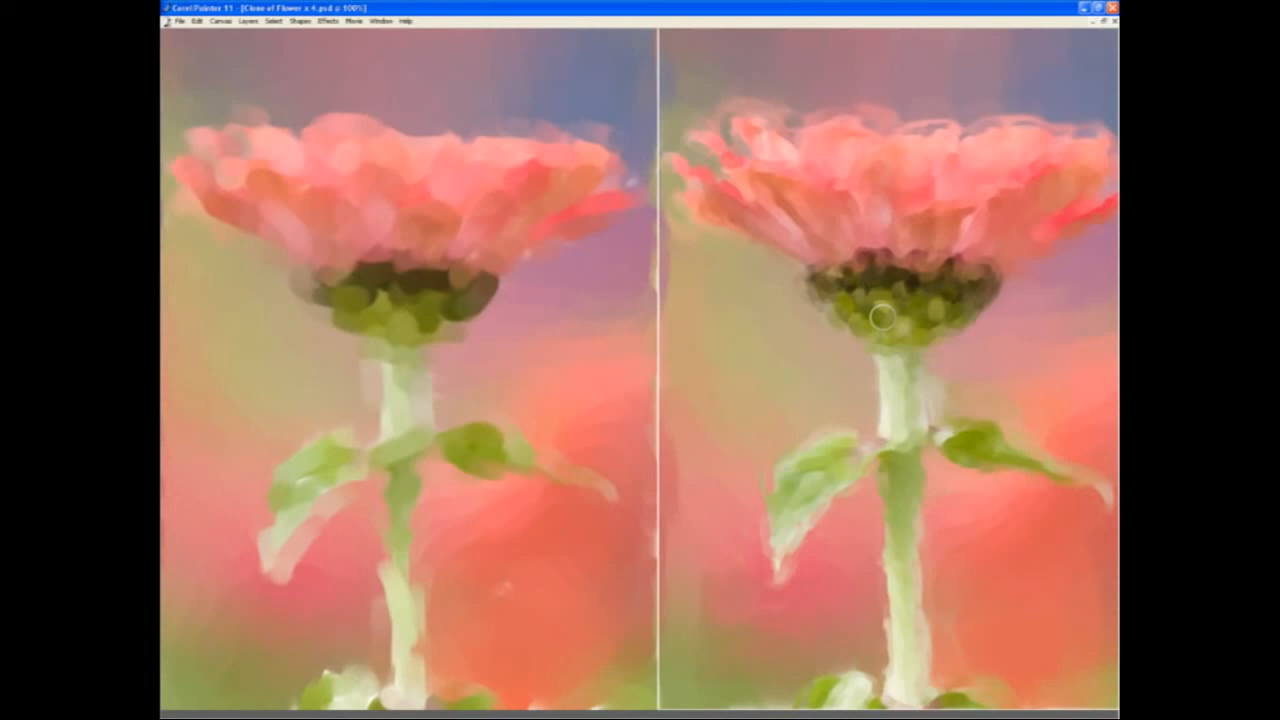 Corel Painter 11 - [Clone of Flower x 4.psd @ 100%]
File Edit Canvas Layers Select Shapes Effects Movie Window Help